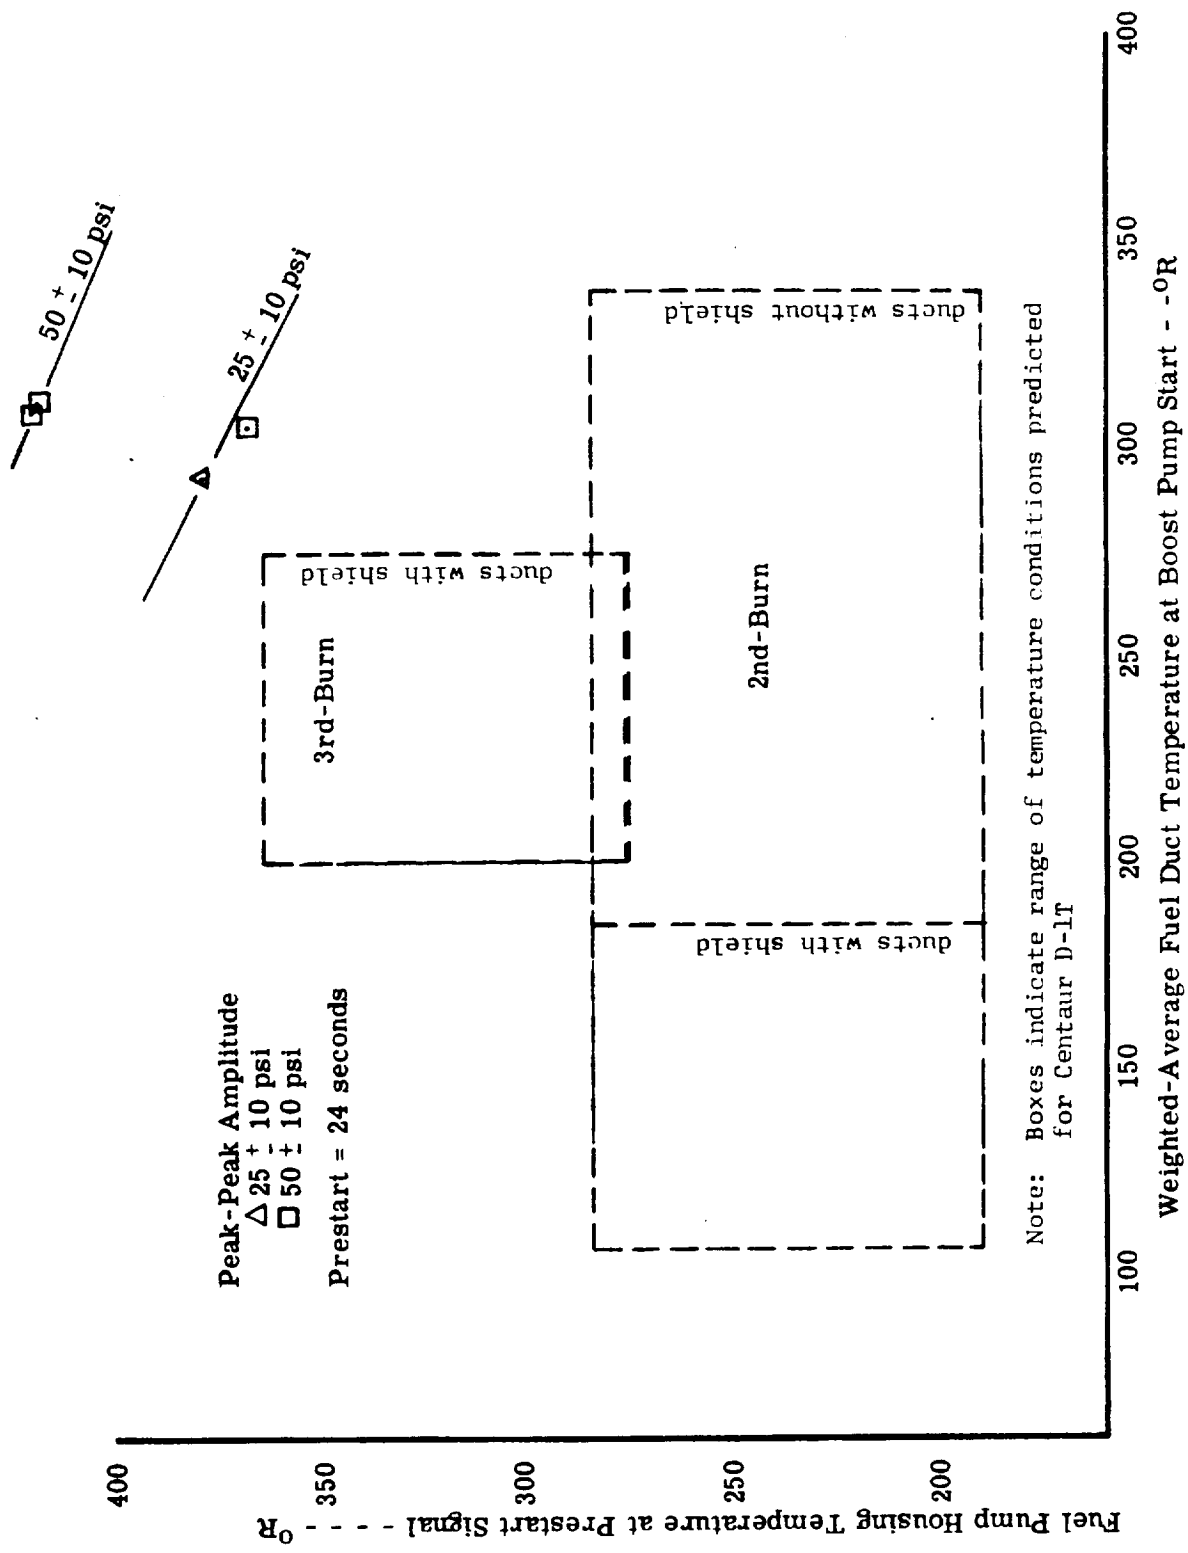 400
350
300
250
200
Fuel Pump Housing Temperature at Prestart Signal - - - - °R
Peak-Peak Amplitude
△ 25 ± 10 psi
□ 50 ± 10 psi
Prestart = 24 seconds
50 ± 10 psi
25 ± 10 psi
3rd-Burn
ducts with shield
2nd-Burn
ducts with shield
ducts without shield
Note: Boxes indicate range of temperature conditions predicted
for Centaur D-1T
100
150
200
250
300
350
400
Weighted-Average Fuel Duct Temperature at Boost Pump Start - -°R